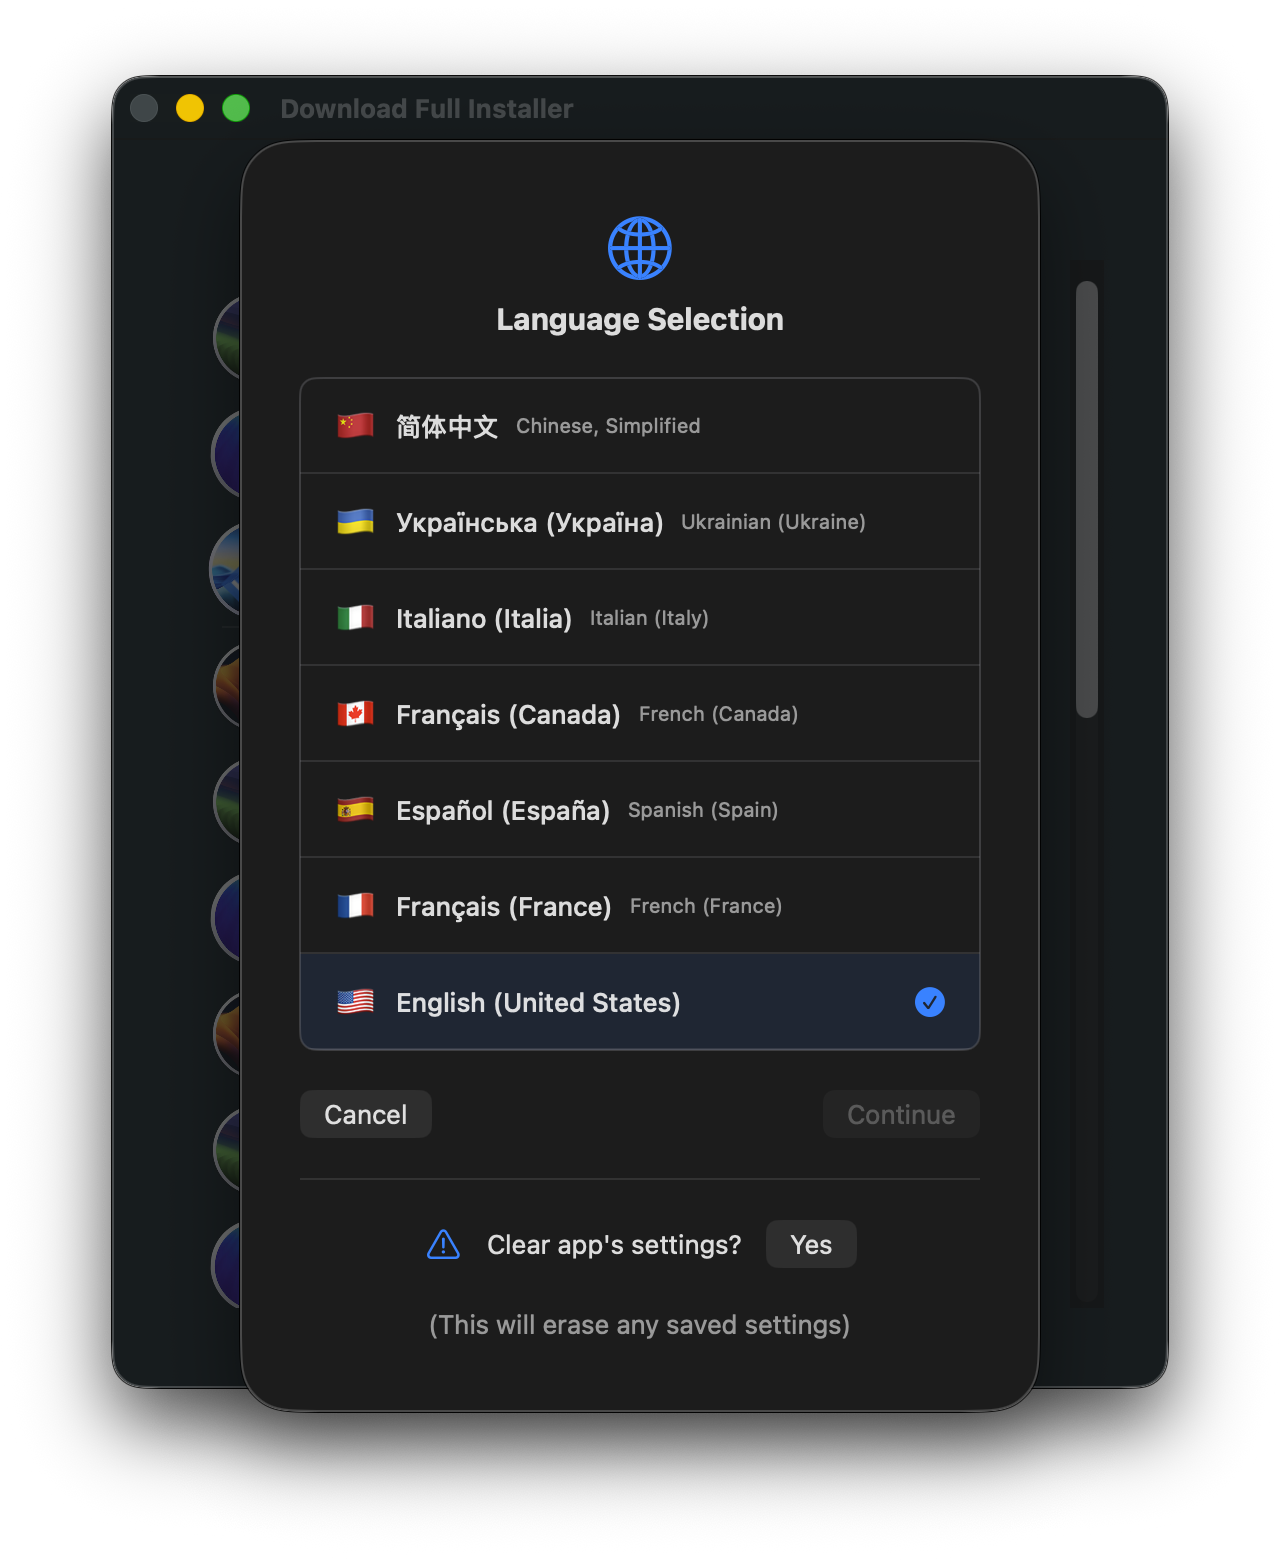 Download Full Installer
Language Selection
简体中文 Chinese, Simplified
Українська (Україна) Ukrainian (Ukraine)
Italiano (Italia) Italian (Italy)
Français (Canada) French (Canada)
Español (España) Spanish (Spain)
Français (France) French (France)
English (United States)
Cancel Continue
Clear app's settings? Yes
(This will erase any saved settings)